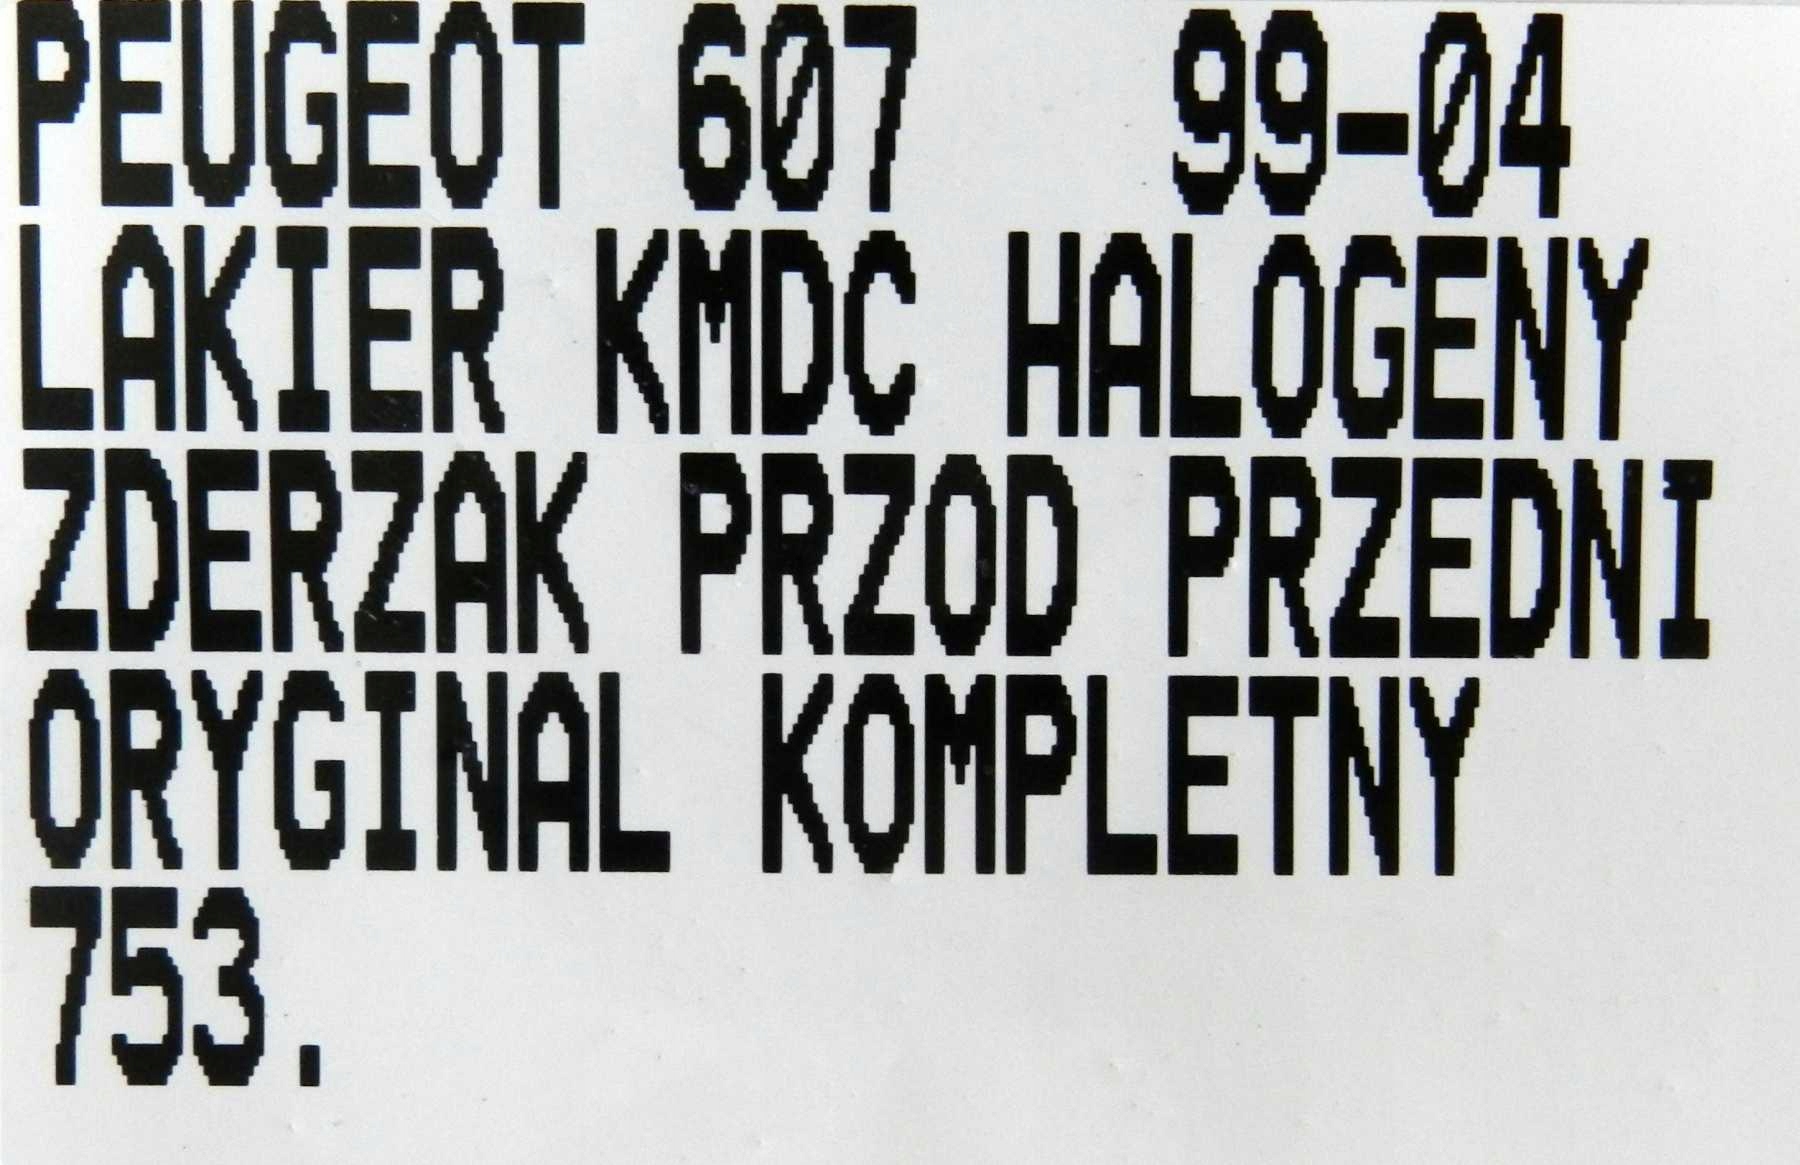 PEUGEOT 607   99-04
LAKIER KMDC HALOGENY
ZDERZAK PRZOD PRZEDNI
ORYGINAL KOMPLETNY
753.